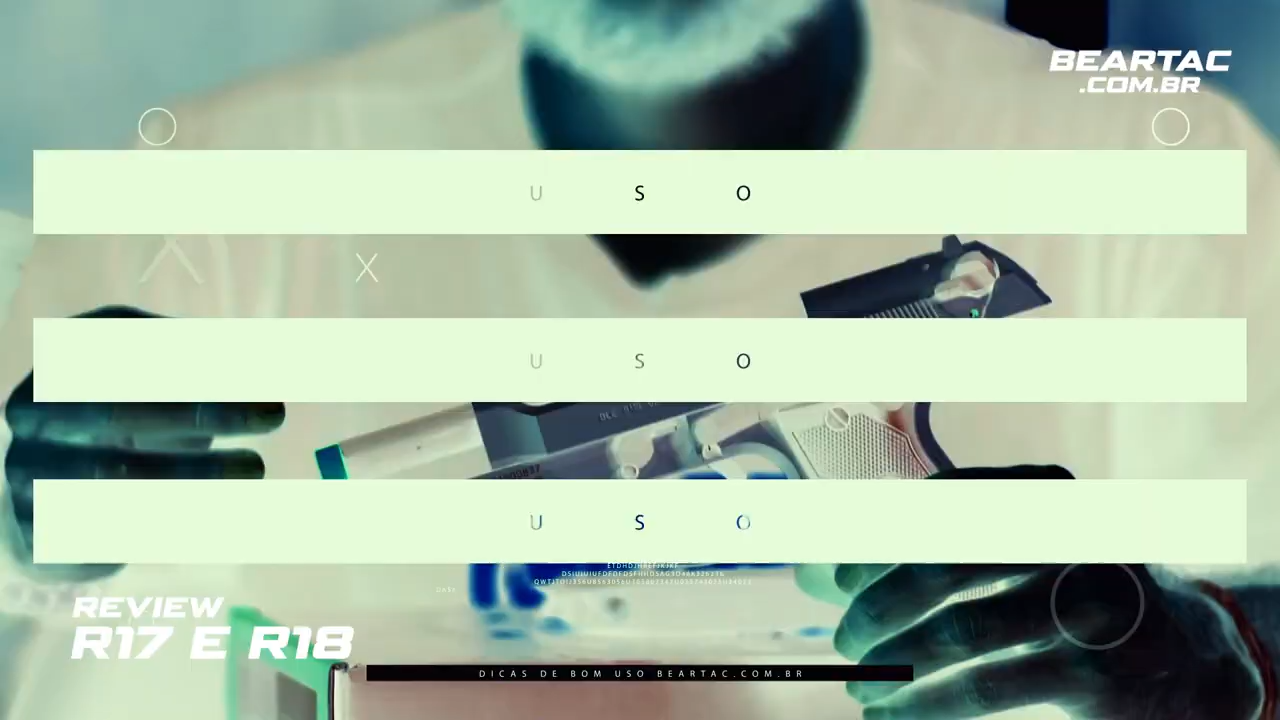 BEARTAC
.COM.BR
U S O
U S O
U S O
REVIEW
R17 E R18
DICAS DE BOM USO BEARTAC.COM.BR